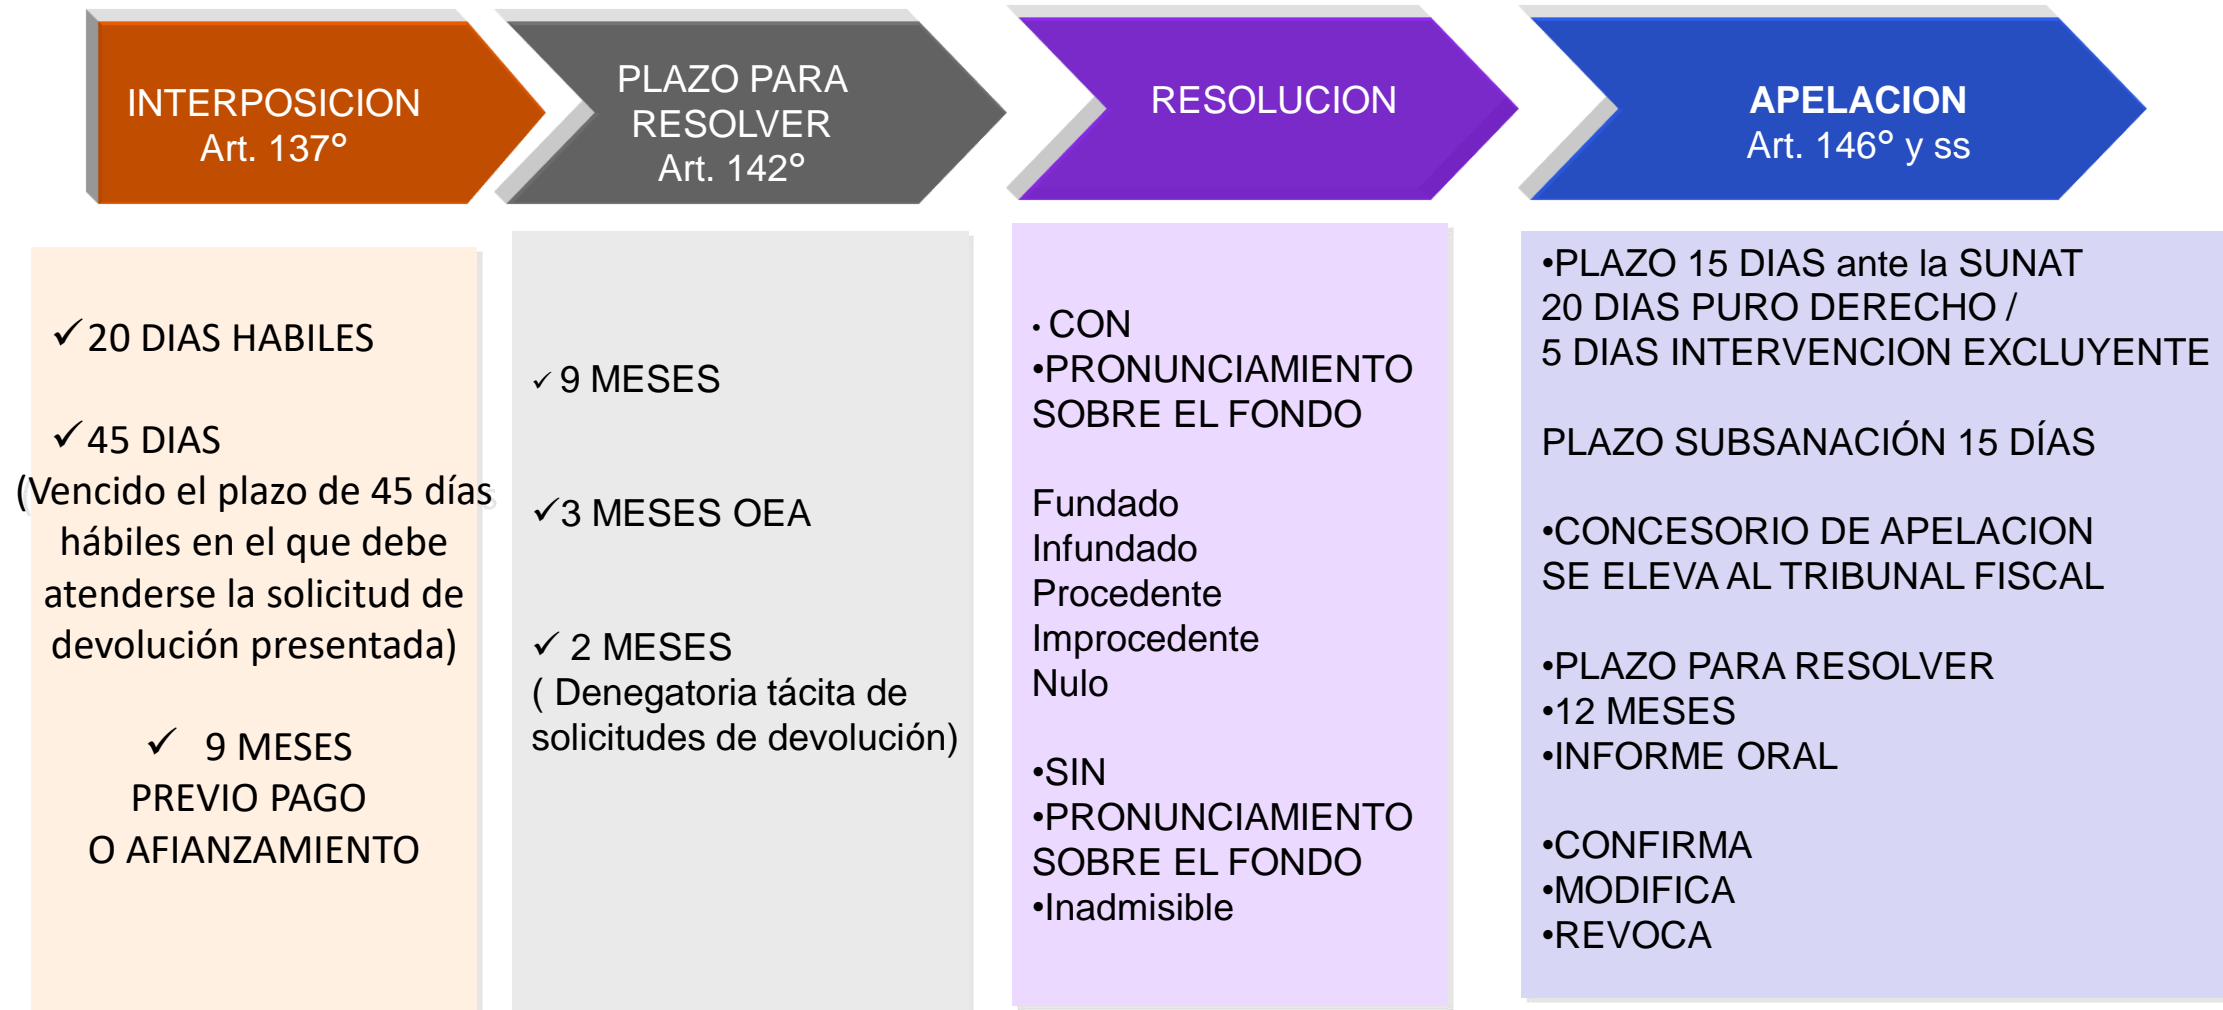 INTERPOSICION
Art. 137°
PLAZO PARA
RESOLVER
Art. 142°
RESOLUCION
APELACION
Art. 146° y ss
✓20 DIAS HABILES
✓45 DIAS
(Vencido el plazo de 45 días
hábiles en el que debe
atenderse la solicitud de
devolución presentada)
✓ 9 MESES
PREVIO PAGO
O AFIANZAMIENTO
✓ 9 MESES
✓3 MESES OEA
✓ 2 MESES
( Denegatoria tácita de
solicitudes de devolución)
• CON
•PRONUNCIAMIENTO
SOBRE EL FONDO
Fundado
Infundado
Procedente
Improcedente
Nulo
•SIN
•PRONUNCIAMIENTO
SOBRE EL FONDO
•Inadmisible
•PLAZO 15 DIAS ante la SUNAT
20 DIAS PURO DERECHO /
5 DIAS INTERVENCION EXCLUYENTE
PLAZO SUBSANACIÓN 15 DÍAS
•CONCESORIO DE APELACION
SE ELEVA AL TRIBUNAL FISCAL
•PLAZO PARA RESOLVER
•12 MESES
•INFORME ORAL
•CONFIRMA
•MODIFICA
•REVOCA